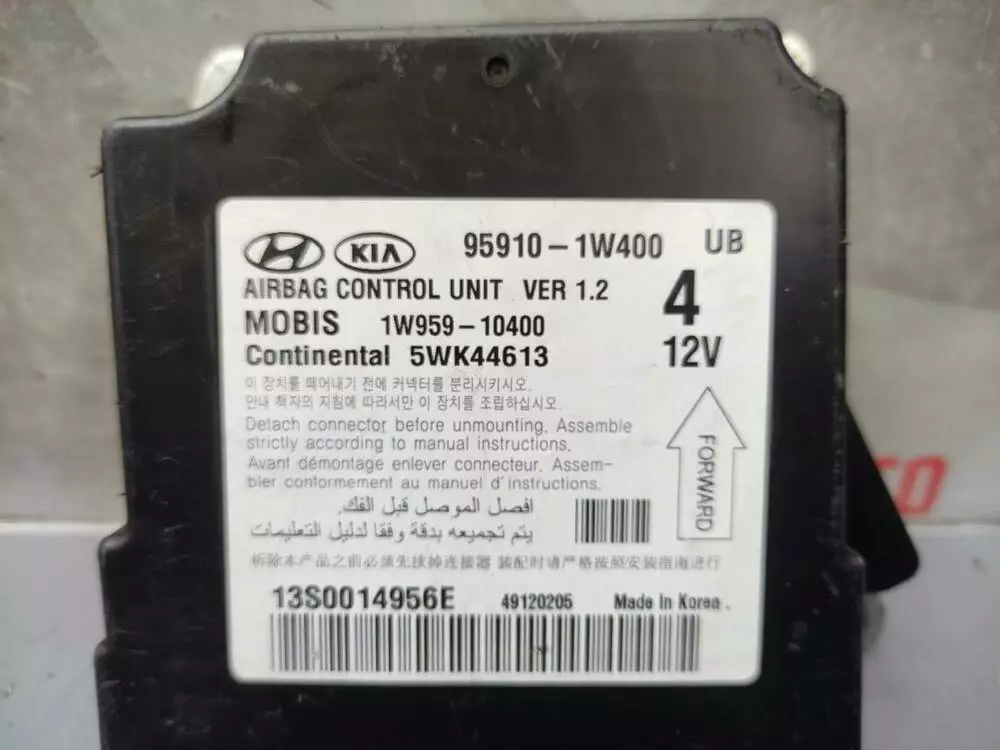 KIA 95910-1W400 UB
AIRBAG CONTROL UNIT VER 1.2 4
MOBIS 1W959-10400
Continental 5WK44613 12V
이 장치를 떼어내기 전에 커넥터를 분리시키시오.
안내 책자의 지침에 따라서만 이 장치를 조립하십시오.
Detach connector before unmounting. Assemble
strictly according to manual instructions.
Avant démontage enlever connecteur. Assem-
bler conformement au manuel d'instructions.
FORWARD
افصل الموصل قبل الفك.
يتم تجميعه بدقة وفقا لدليل التعليمات
拆除本产品之前必须先拔掉连接器 装配时请严格按照安装指南进行
13S0014956E 49120205 Made in Korea.